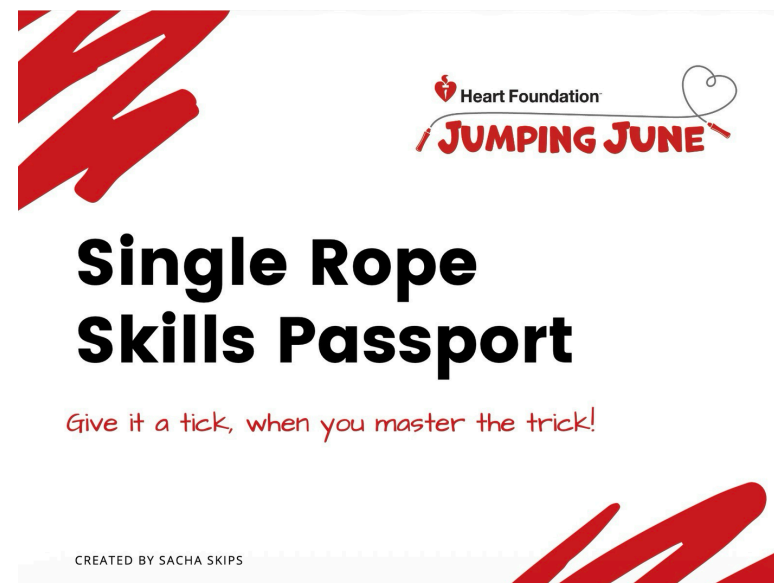 Heart Foundation™
JUMPING JUNE
Single Rope
Skills Passport
Give it a tick, when you master the trick!
CREATED BY SACHA SKIPS